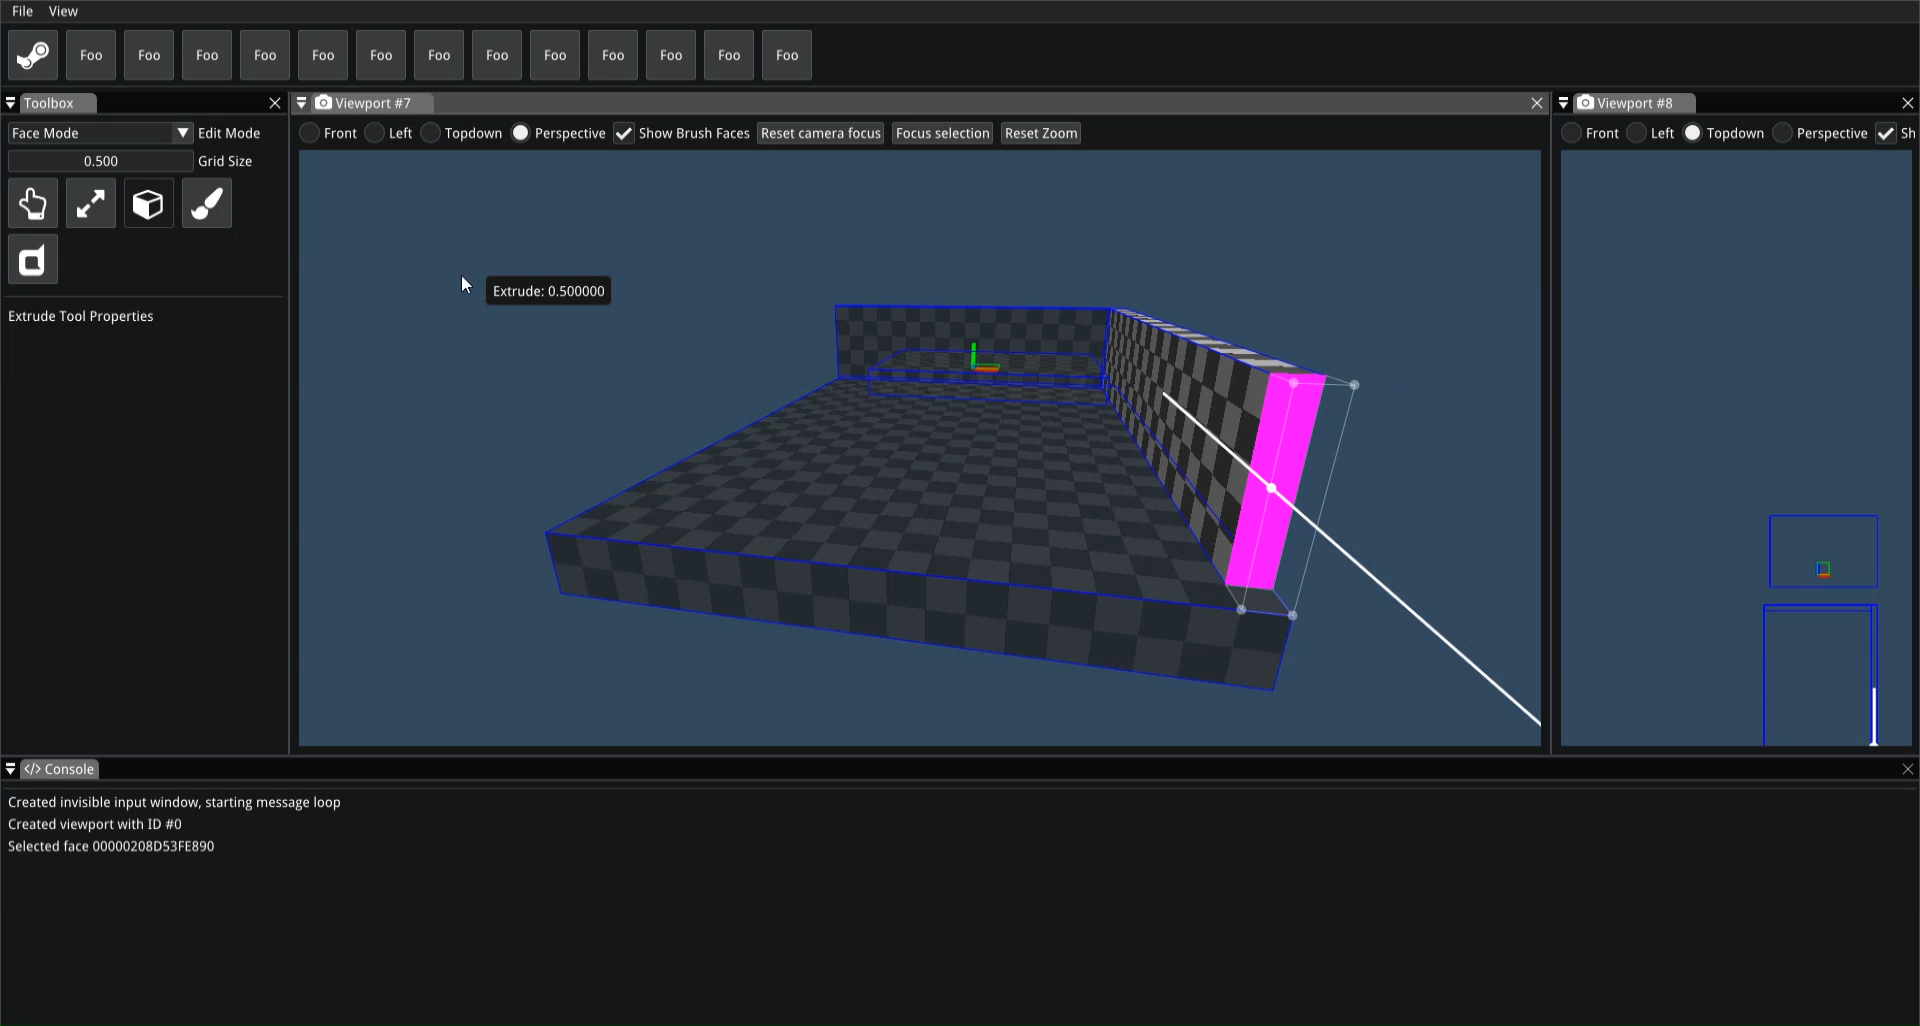 File View
Foo Foo Foo Foo Foo Foo Foo Foo Foo Foo Foo Foo Foo
Toolbox
Face Mode Edit Mode
0.500 Grid Size
Extrude Tool Properties
Viewport #7
Front Left Topdown Perspective Show Brush Faces Reset camera focus Focus selection Reset Zoom
Extrude: 0.500000
Viewport #8
Front Left Topdown Perspective Sh
</> Console
Created invisible input window, starting message loop
Created viewport with ID #0
Selected face 00000208D53FE890